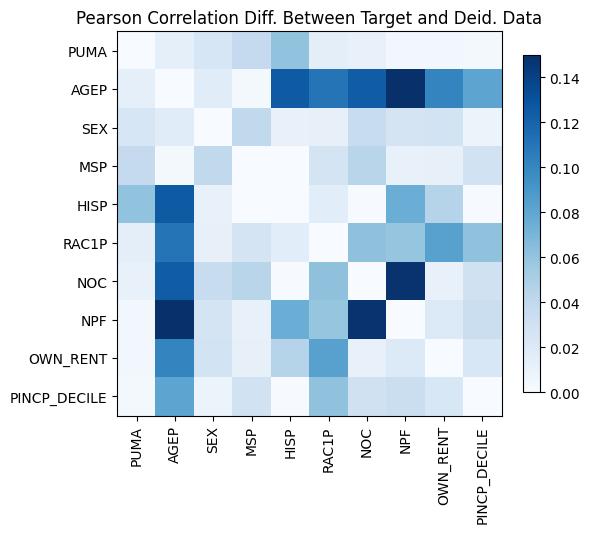 Pearson Correlation Diff. Between Target and Deid. Data
PUMA
AGEP
SEX
MSP
HISP
RAC1P
NOC
NPF
OWN_RENT
PINCP_DECILE
PUMA
AGEP
SEX
MSP
HISP
RAC1P
NOC
NPF
OWN_RENT
PINCP_DECILE
0.14
0.12
0.10
0.08
0.06
0.04
0.02
0.00